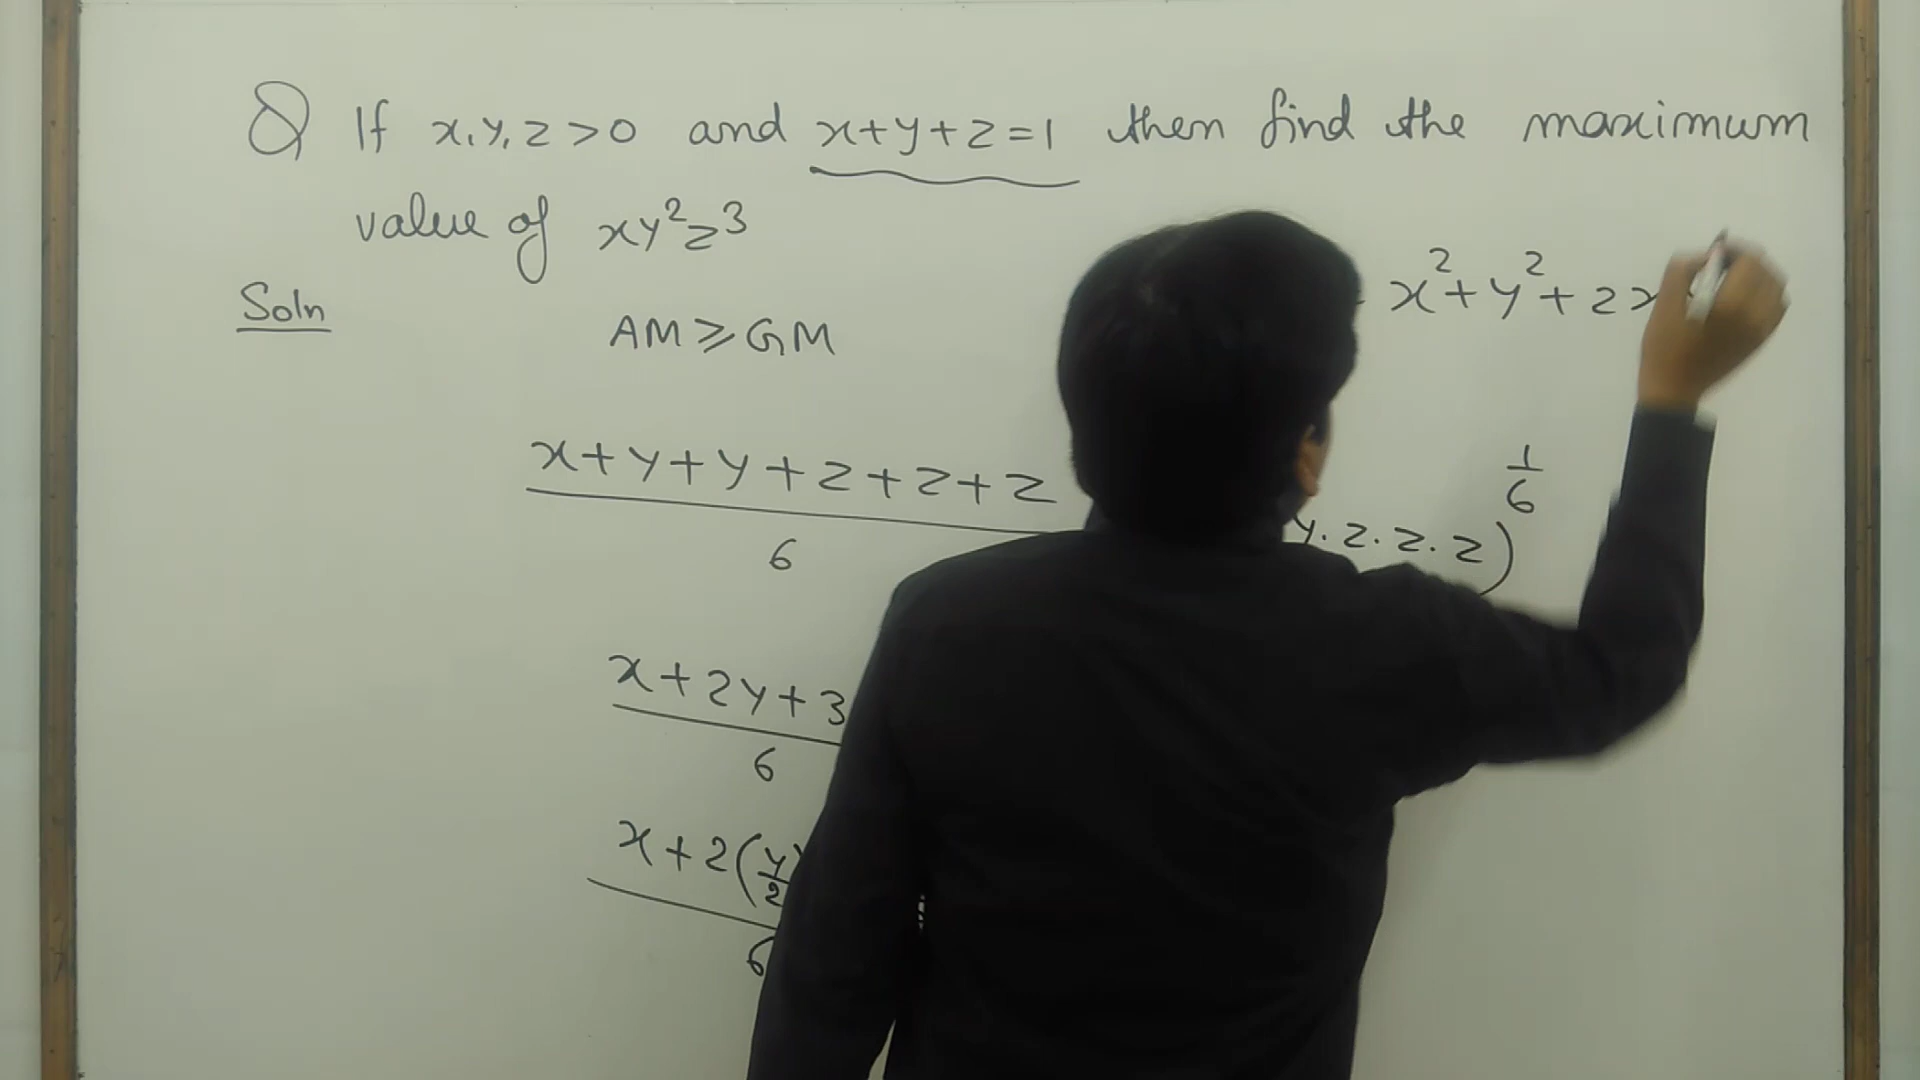 Q If x, y, z > 0 and x+y+z=1 then find the maximum
value of xy²z³
Soln
x²+y²+2x
AM ≥ GM
x+y+y+z+z+z
6
y.z.z.z)
1/6
x+2y+3
6
x+2(y/2)
6